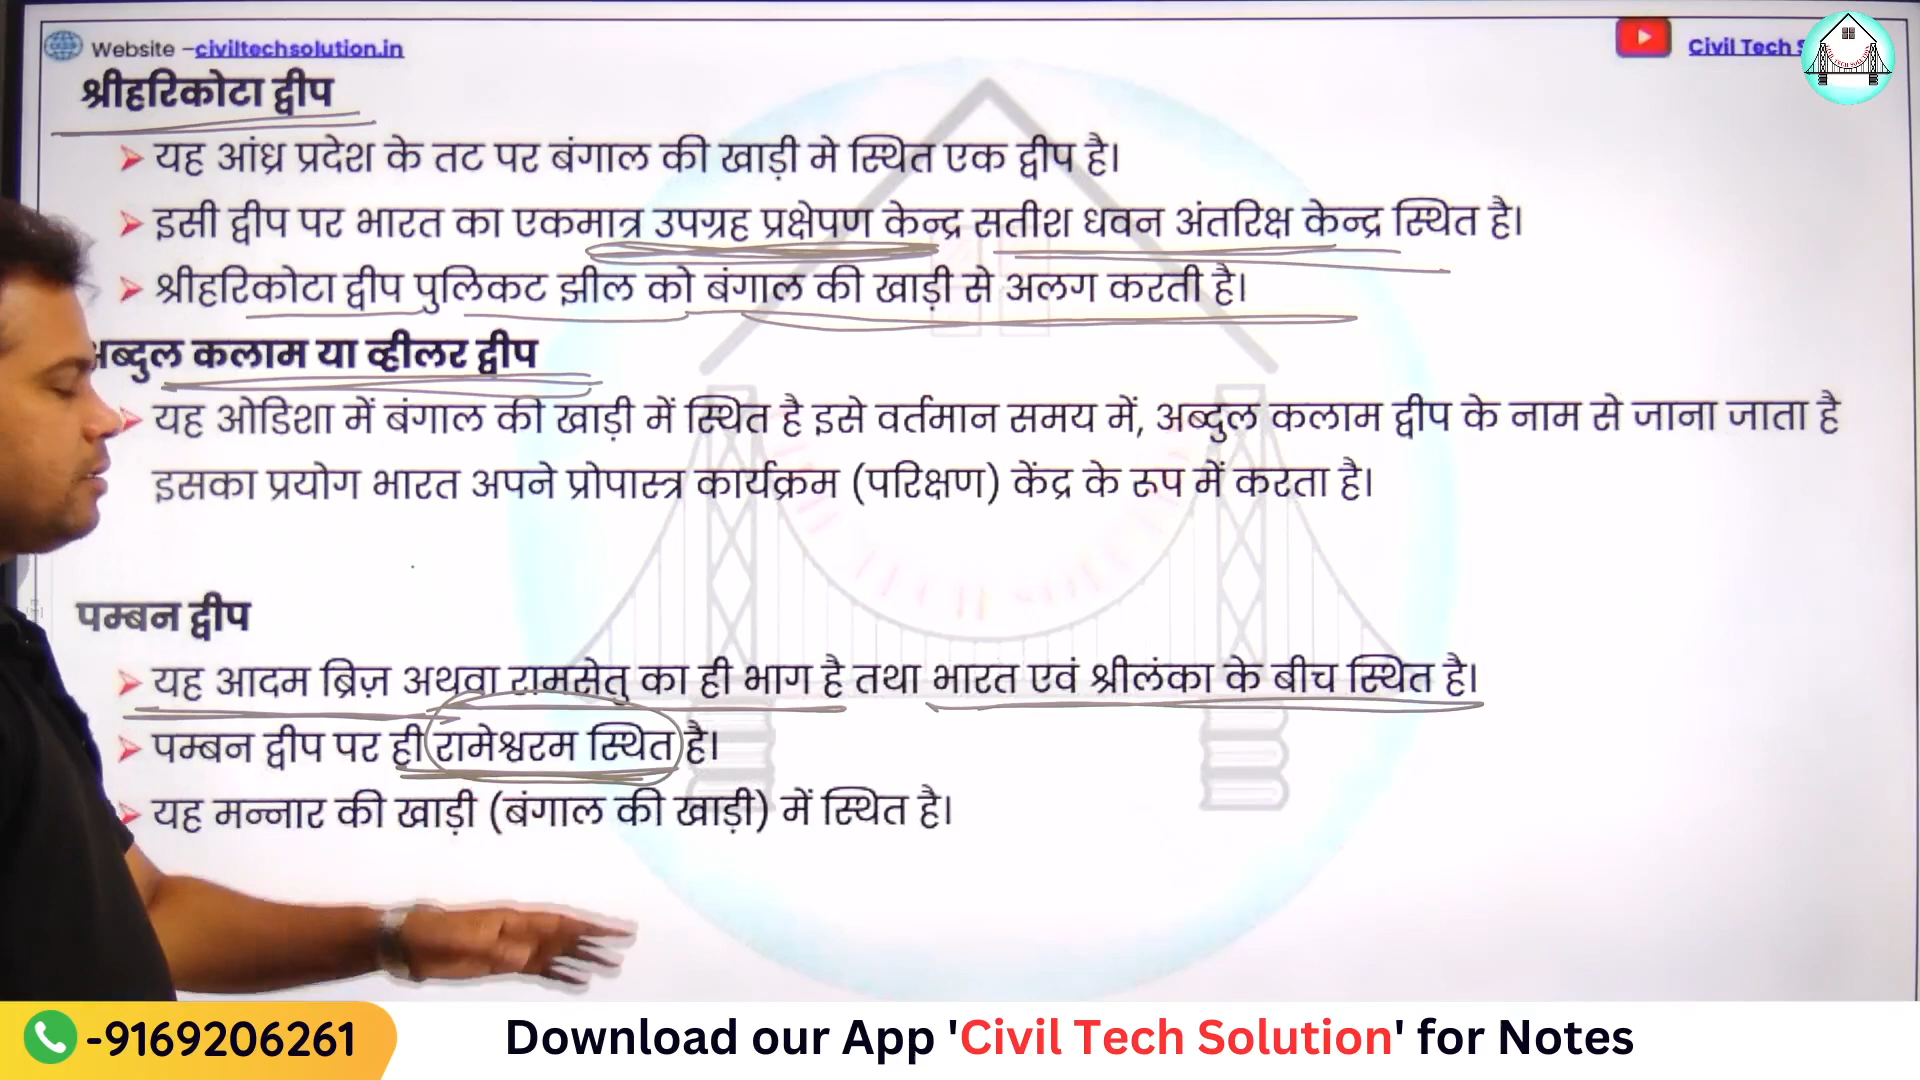 Website –civiltechsolution.in
Civil Tech S
श्रीहरिकोटा द्वीप
यह आंध्र प्रदेश के तट पर बंगाल की खाड़ी मे स्थित एक द्वीप है।
इसी द्वीप पर भारत का एकमात्र उपग्रह प्रक्षेपण केन्द्र सतीश धवन अंतरिक्ष केन्द्र स्थित है।
श्रीहरिकोटा द्वीप पुलिकट झील को बंगाल की खाड़ी से अलग करती है।
अब्दुल कलाम या व्हीलर द्वीप
यह ओडिशा में बंगाल की खाड़ी में स्थित है इसे वर्तमान समय में, अब्दुल कलाम द्वीप के नाम से जाना जाता है
इसका प्रयोग भारत अपने प्रोपास्त्र कार्यक्रम (परिक्षण) केंद्र के रूप में करता है।
पम्बन द्वीप
यह आदम ब्रिज़ अथवा रामसेतु का ही भाग है तथा भारत एवं श्रीलंका के बीच स्थित है।
पम्बन द्वीप पर ही रामेश्वरम स्थित है।
यह मन्नार की खाड़ी (बंगाल की खाड़ी) में स्थित है।
-9169206261
Download our App 'Civil Tech Solution' for Notes